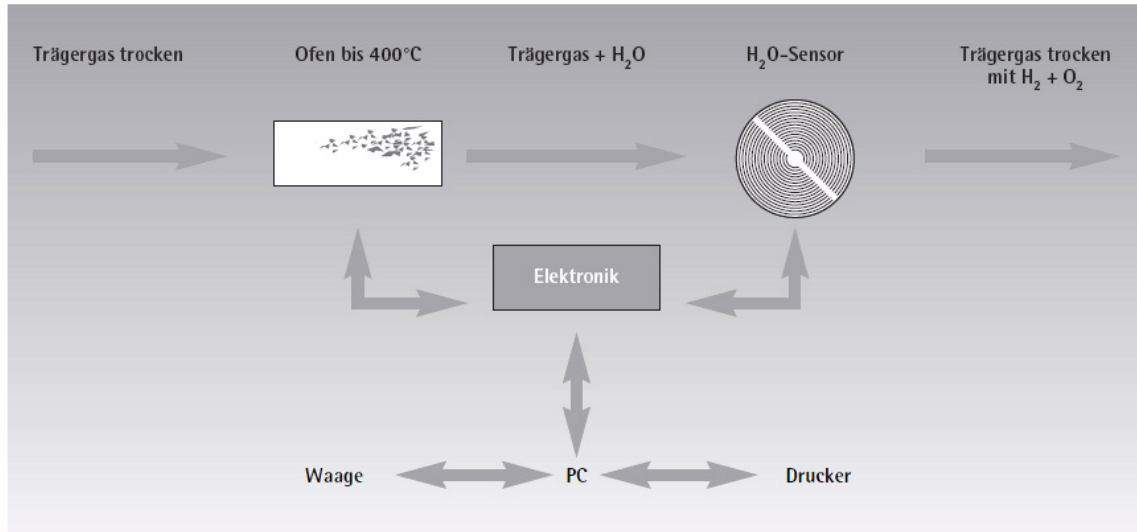 Trägergas trocken
Ofen bis 400°C
Trägergas + H₂O
H₂O-Sensor
Trägergas trocken
mit H₂ + O₂
Elektronik
Waage
PC
Drucker